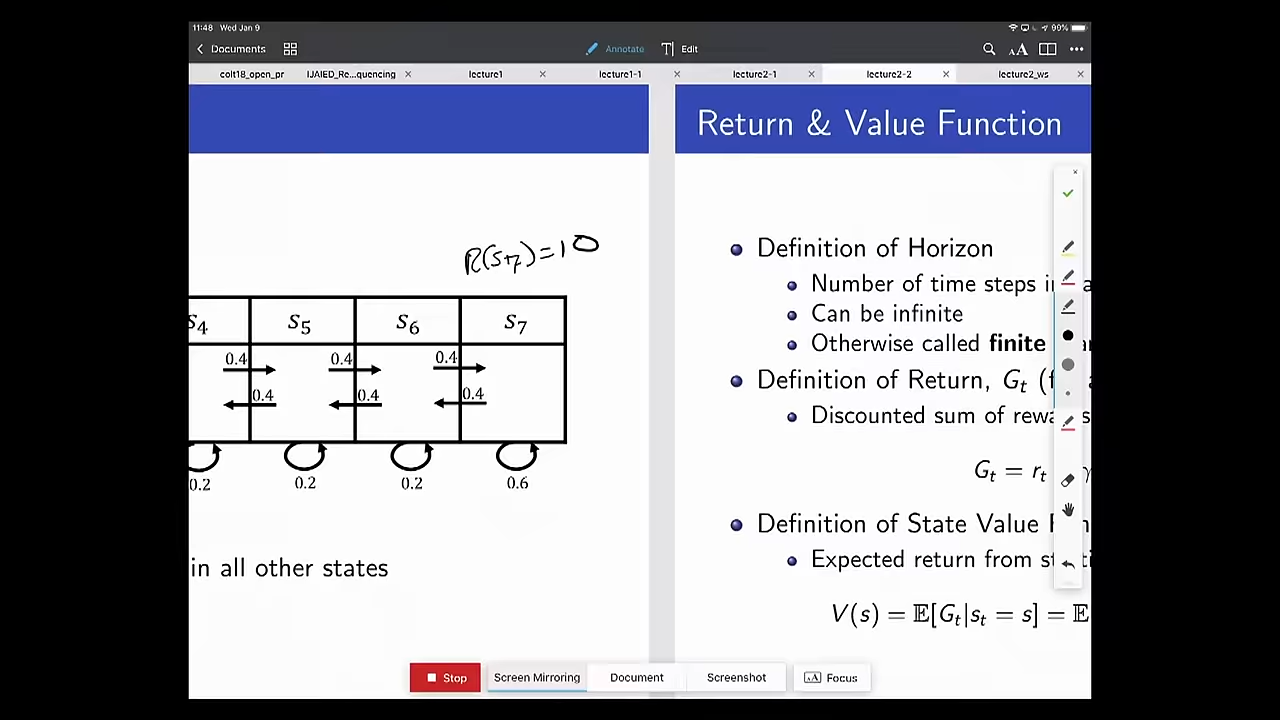 11:48 Wed Jan 9 99%
Documents Annotate Edit AA
colt18_open_pr IJAIED_Re...quencing lecture1 lecture1-1 lecture2-1 lecture2-2 lecture2_ws
Return & Value Function
R(s₇)=10
s₄ s₅ s₆ s₇
0.4 0.4 0.4
0.4 0.4 0.4
0.2 0.2 0.2 0.6
in all other states
Definition of Horizon
Number of time steps in
Can be infinite
Otherwise called finite
Definition of Return, Gₜ
Discounted sum of rewa
Gₜ = rₜ
Definition of State Value
Expected return from
V(s) = 𝔼[Gₜ|sₜ = s] = 𝔼
Stop Screen Mirroring Document Screenshot AA Focus